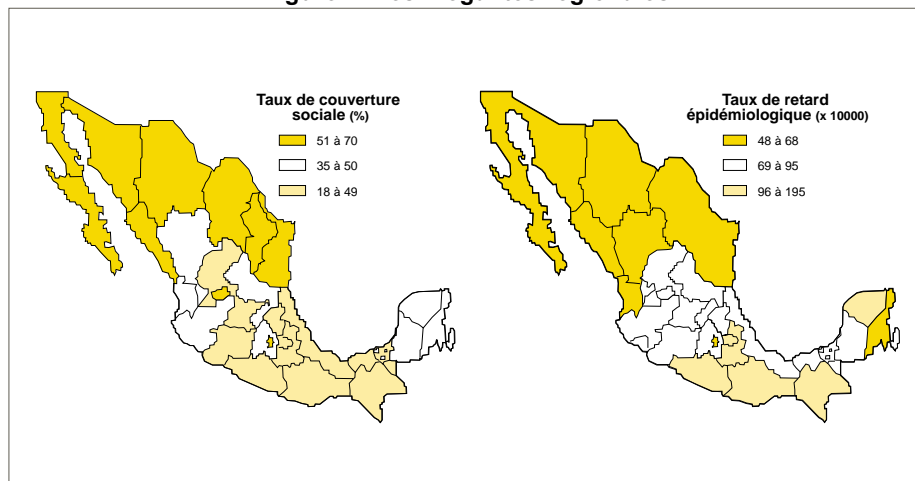 Taux de couverture
sociale (%)
51 à 70
35 à 50
18 à 49
Taux de retard
épidémiologique (x 10000)
48 à 68
69 à 95
96 à 195